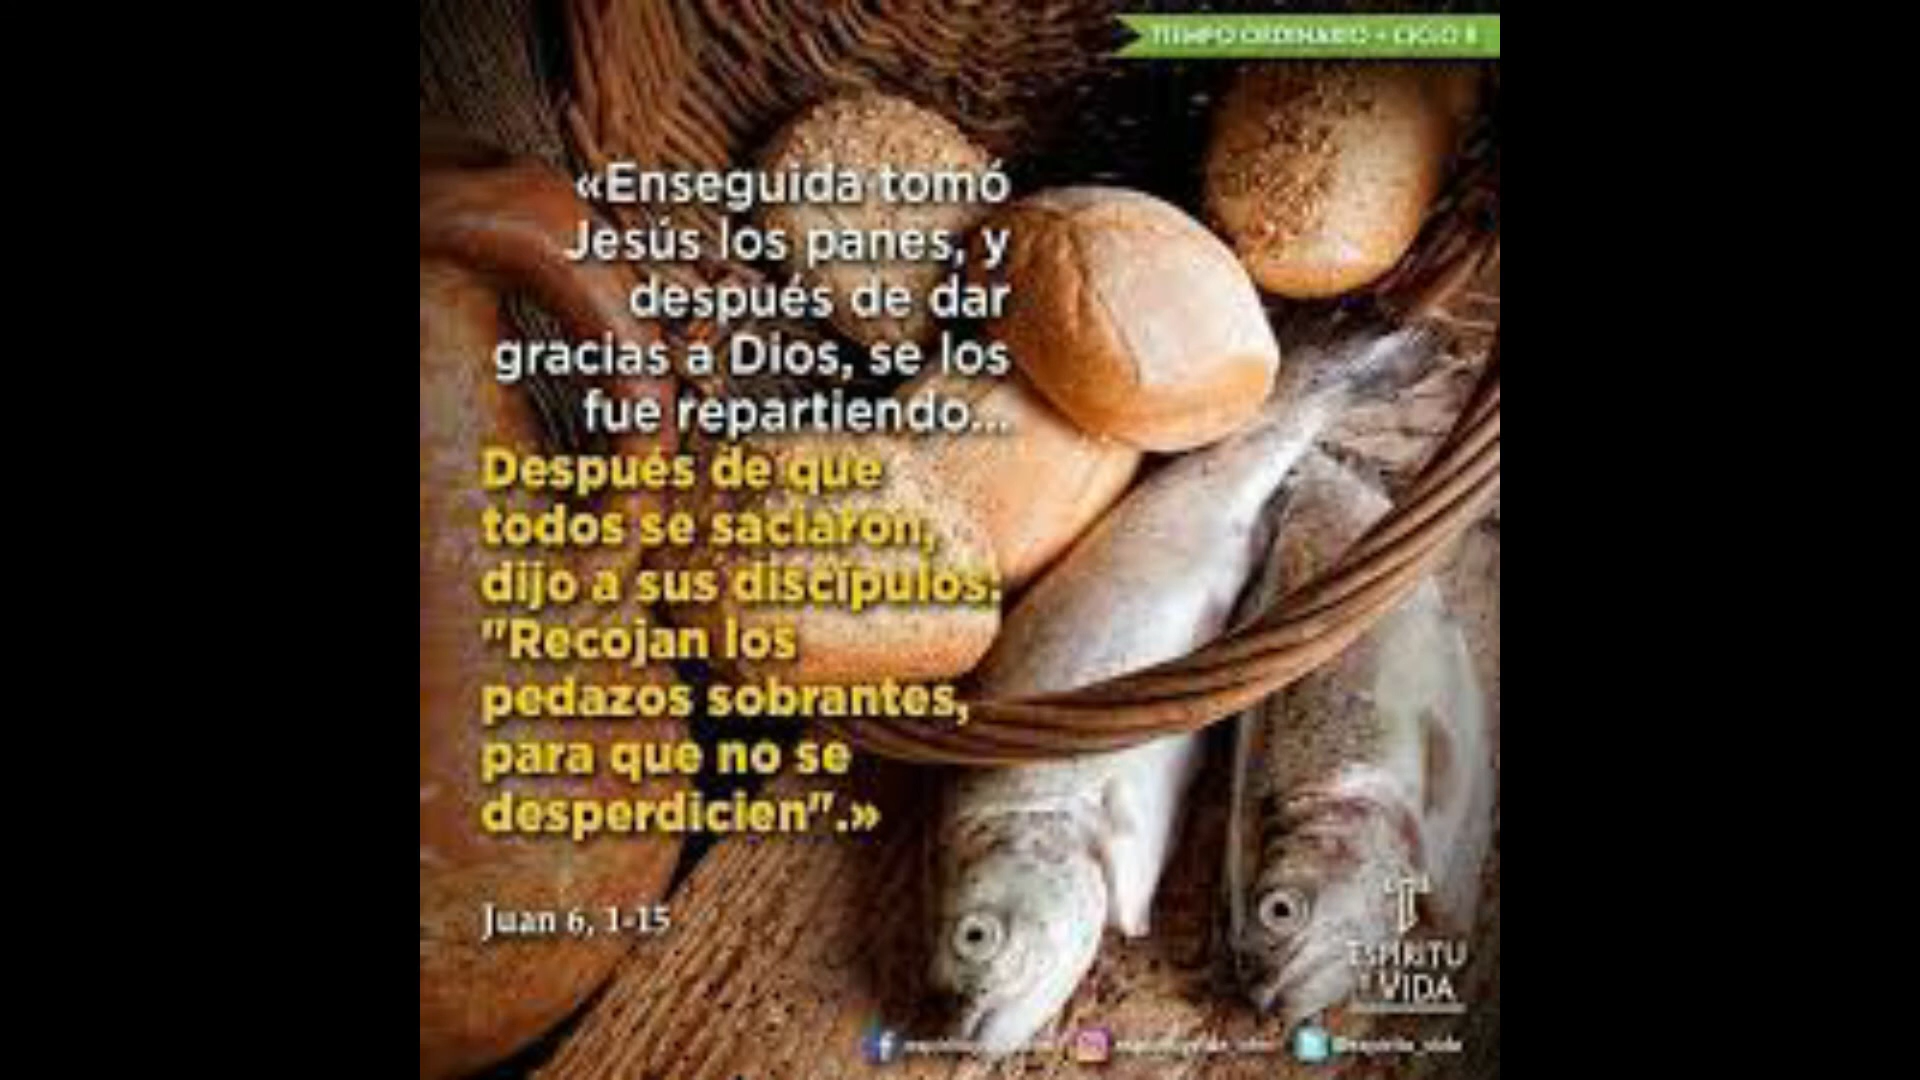 TIEMPO ORDINARIO • CICLO B
«Enseguida tomó
Jesús los panes, y
después de dar
gracias a Dios, se los
fue repartiendo...
Después de que
todos se saciaron,
dijo a sus discípulos:
"Recojan los
pedazos sobrantes,
para que no se
desperdicien".»
Juan 6, 1-15
ESPÍRITU
Y VIDA
@espiritu_vida